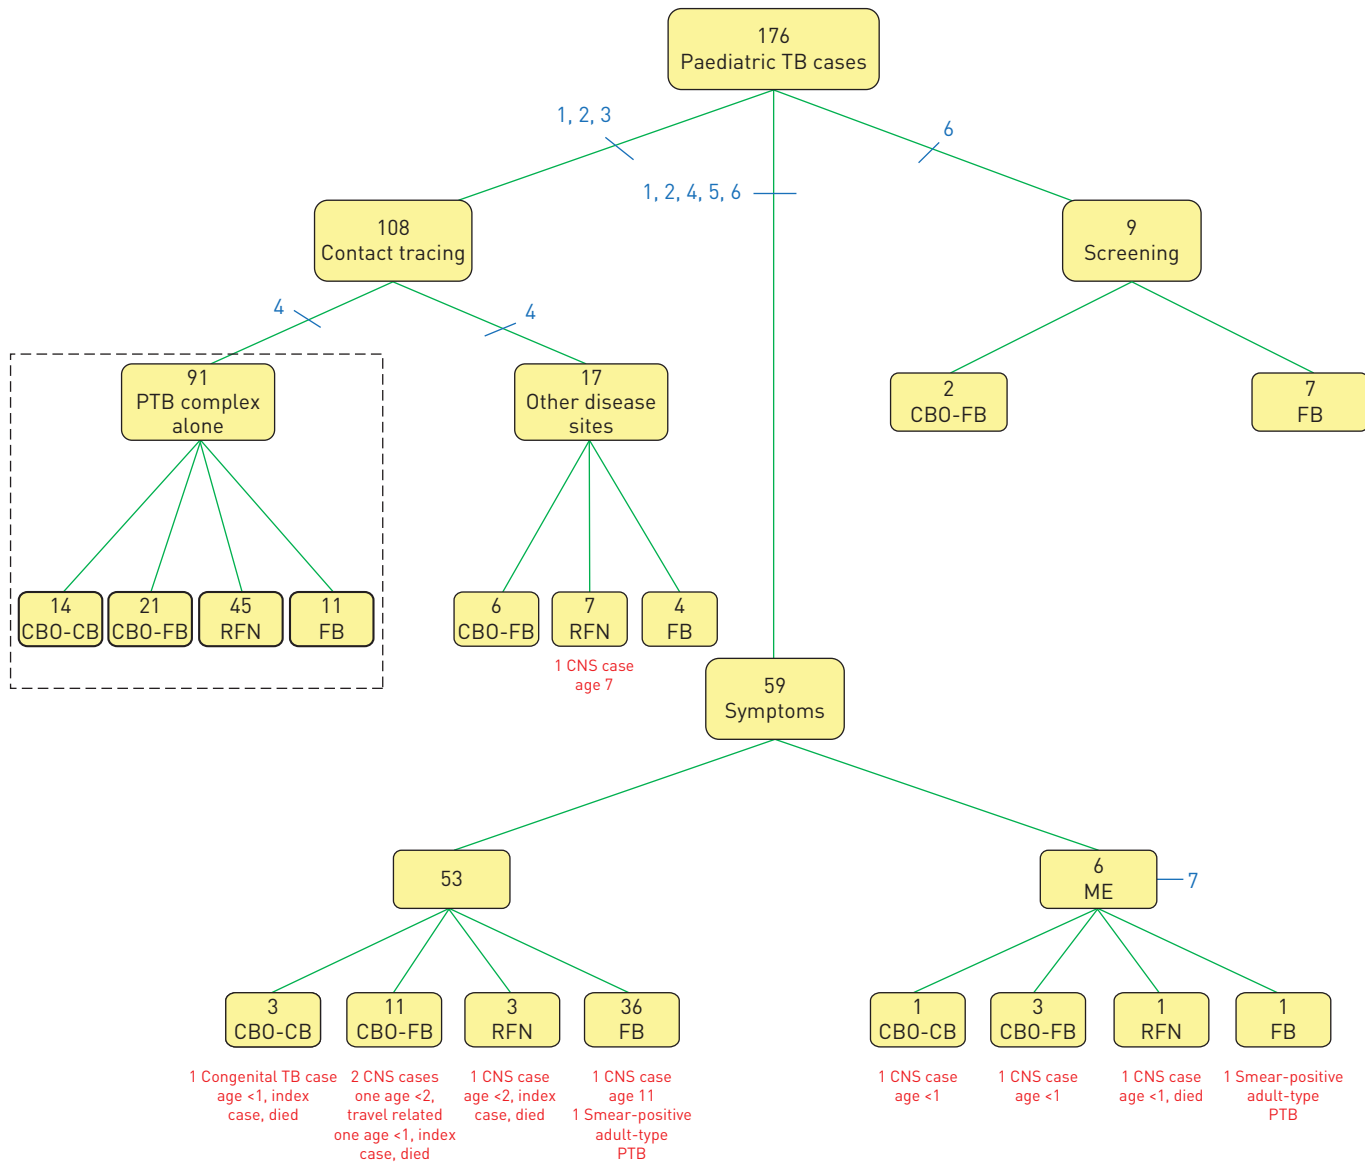 176
Paediatric TB cases
1, 2, 3
6
1, 2, 4, 5, 6
108
Contact tracing
9
Screening
4
4
91
PTB complex
alone
17
Other disease
sites
2
CBO-FB
7
FB
14
CBO-CB
21
CBO-FB
45
RFN
11
FB
6
CBO-FB
7
RFN
4
FB
1 CNS case
age 7
59
Symptoms
53
6
ME
7
3
CBO-CB
11
CBO-FB
3
RFN
36
FB
1
CBO-CB
3
CBO-FB
1
RFN
1
FB
1 Congenital TB case
age <1, index
case, died
2 CNS cases
one age <2,
travel related
one age <1, index
case, died
1 CNS case
age <2, index
case, died
1 CNS case
age 11
1 Smear-positive
adult-type
PTB
1 CNS case
age <1
1 CNS case
age <1
1 CNS case
age <1, died
1 Smear-positive
adult-type
PTB